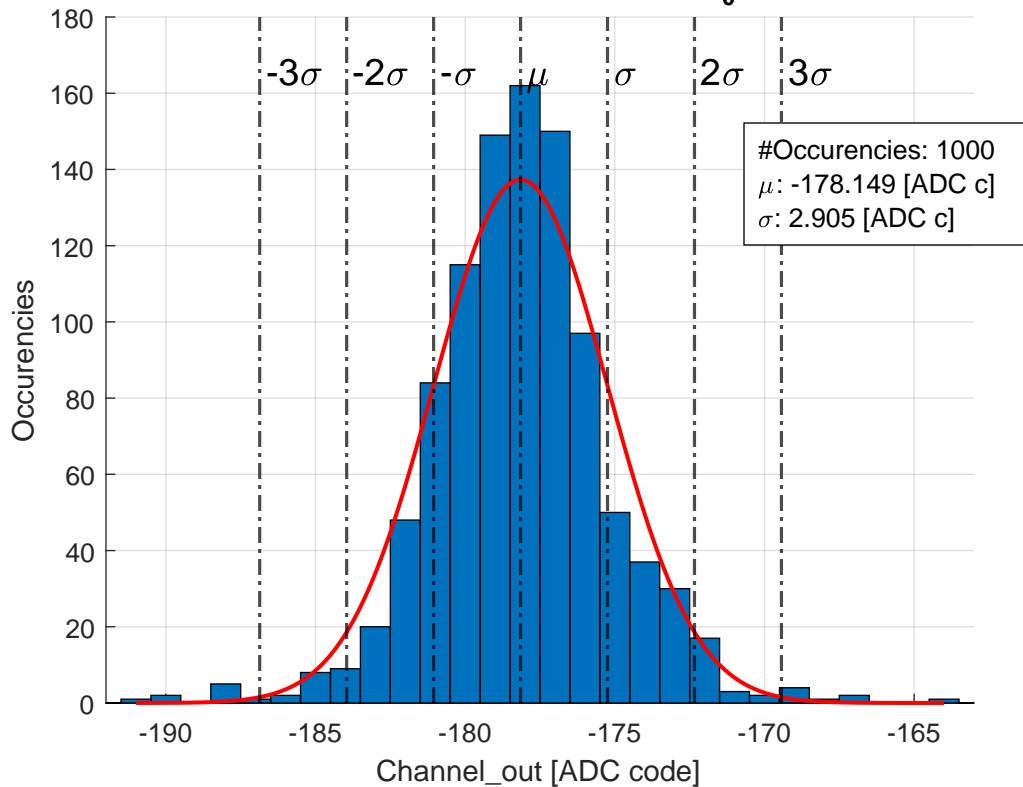 180
160
140
120
100
80
60
40
20
0
-3σ -2σ -σ μ σ 2σ 3σ
#Occurencies: 1000
μ: -178.149 [ADC c]
σ: 2.905 [ADC c]
Occurencies
-190 -185 -180 -175 -170 -165
Channel_out [ADC code]